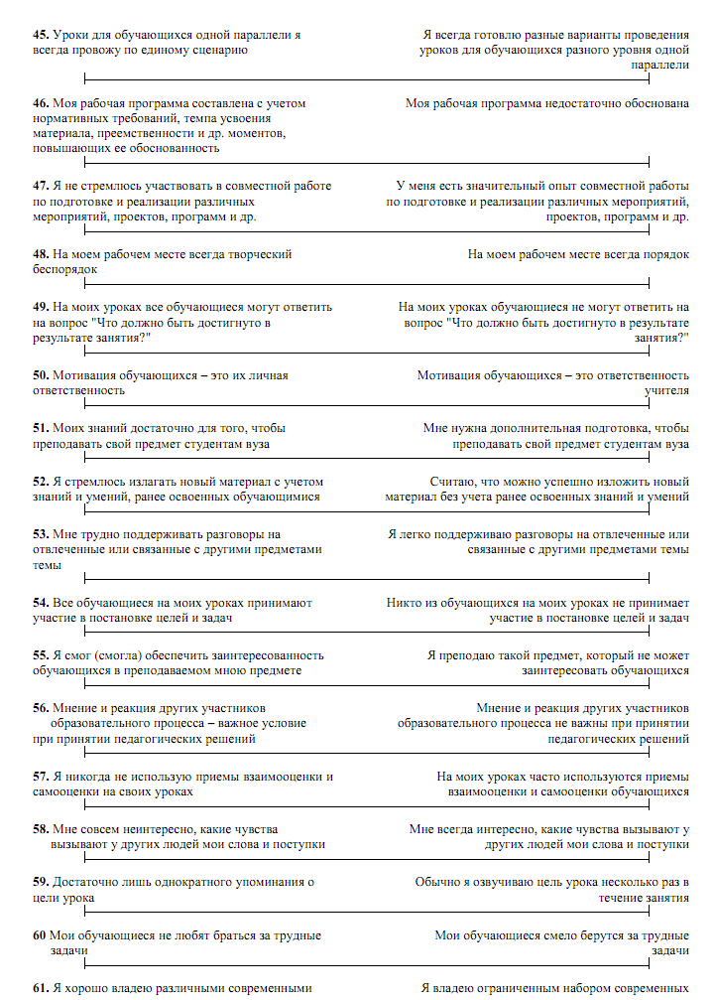 45. Уроки для обучающихся одной параллели я
всегда провожу по единому сценарию
Я всегда готовлю разные варианты проведения
уроков для обучающихся разного уровня одной
параллели
46. Моя рабочая программа составлена с учетом
нормативных требований, темпа усвоения
материала, преемственности и др. моментов,
повышающих ее обоснованность
Моя рабочая программа недостаточно обоснована
47. Я не стремлюсь участвовать в совместной работе
по подготовке и реализации различных
мероприятий, проектов, программ и др.
У меня есть значительный опыт совместной работы
по подготовке и реализации различных мероприятий,
проектов, программ и др.
48. На моем рабочем месте всегда творческий
беспорядок
На моем рабочем месте всегда порядок
49. На моих уроках все обучающиеся могут ответить
на вопрос "Что должно быть достигнуто в
результате занятия?"
На моих уроках обучающиеся не могут ответить на
вопрос "Что должно быть достигнуто в результате
занятия?"
50. Мотивация обучающихся – это их личная
ответственность
Мотивация обучающихся – это ответственность
учителя
51. Моих знаний достаточно для того, чтобы
преподавать свой предмет студентам вуза
Мне нужна дополнительная подготовка, чтобы
преподавать свой предмет студентам вуза
52. Я стремлюсь излагать новый материал с учетом
знаний и умений, ранее освоенных обучающимися
Считаю, что можно успешно изложить новый
материал без учета ранее освоенных знаний и умений
53. Мне трудно поддерживать разговоры на
отвлеченные или связанные с другими предметами
темы
Я легко поддерживаю разговоры на отвлеченные или
связанные с другими предметами темы
54. Все обучающиеся на моих уроках принимают
участие в постановке целей и задач
Никто из обучающихся на моих уроках не принимает
участие в постановке целей и задач
55. Я смог (смогла) обеспечить заинтересованность
обучающихся в преподаваемом мною предмете
Я преподаю такой предмет, который не может
заинтересовать обучающихся
56. Мнение и реакция других участников
образовательного процесса – важное условие
при принятии педагогических решений
Мнение и реакция других участников
образовательного процесса не важны при принятии
педагогических решений
57. Я никогда не использую приемы взаимооценки и
самооценки на своих уроках
На моих уроках часто используются приемы
взаимооценки и самооценки обучающихся
58. Мне совсем неинтересно, какие чувства
вызывают у других людей мои слова и поступки
Мне всегда интересно, какие чувства вызывают у
других людей мои слова и поступки
59. Достаточно лишь однократного упоминания о
цели урока
Обычно я озвучиваю цель урока несколько раз в
течение занятия
60 Мои обучающиеся не любят браться за трудные
задачи
Мои обучающиеся смело берутся за трудные
задачи
61. Я хорошо владею различными современными
Я владею ограниченным набором современных